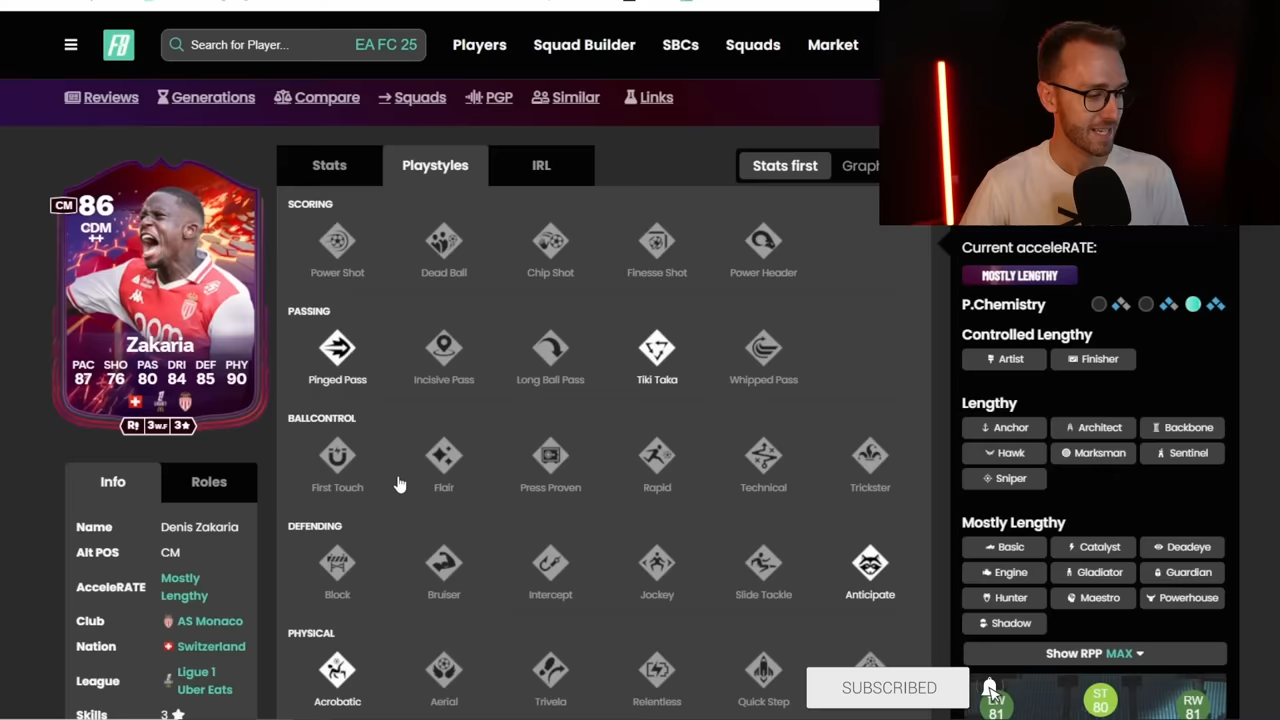 FB Search for Player... EA FC 25 Players Squad Builder SBCs Squads Market
Reviews Generations Compare Squads PGP Similar Links
Stats Playstyles IRL Stats first Graph
CM 86
CDM
++
Zakaria
PAC SHO PAS DRI DEF PHY
87 76 80 84 85 90
3 W.F 3★
Info Roles
Name Denis Zakaria
Alt POS CM
AcceleRATE Mostly Lengthy
Club AS Monaco
Nation Switzerland
League Ligue 1 Uber Eats
Skills 3
SCORING
Power Shot Dead Ball Chip Shot Finesse Shot Power Header
PASSING
Pinged Pass Incisive Pass Long Ball Pass Tiki Taka Whipped Pass
BALLCONTROL
First Touch Flair Press Proven Rapid Technical Trickster
DEFENDING
Block Bruiser Intercept Jockey Slide Tackle Anticipate
PHYSICAL
Acrobatic Aerial Trivela Relentless Quick Step
Current acceleRATE:
MOSTLY LENGTHY
P.Chemistry
Controlled Lengthy
Artist Finisher
Lengthy
Anchor Architect Backbone
Hawk Marksman Sentinel
Sniper
Mostly Lengthy
Basic Catalyst Deadeye
Engine Gladiator Guardian
Hunter Maestro Powerhouse
Shadow
Show RPP MAX
SUBSCRIBED
81
ST
80
RW
81